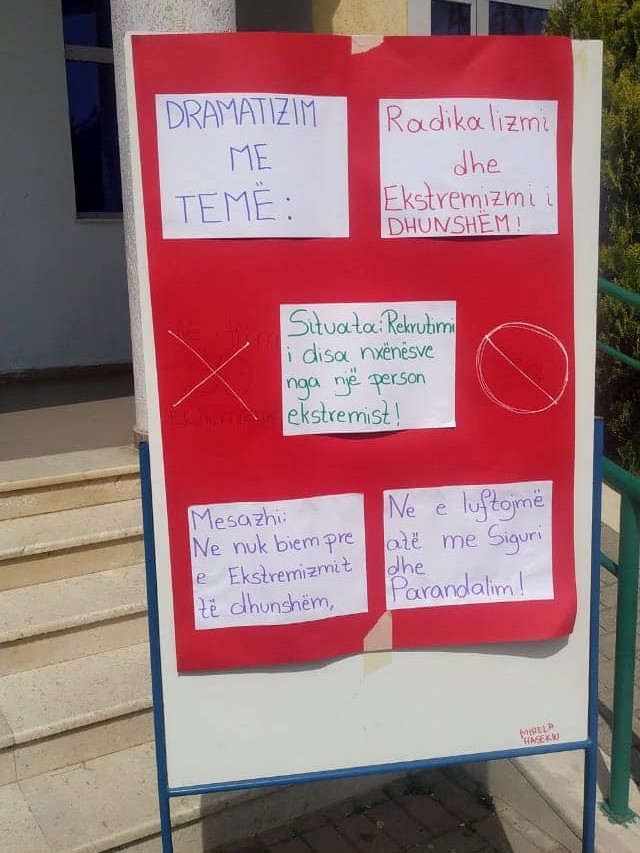 DRAMATIZIM
ME
TEMË:
Radikalizmi
dhe
Ekstremizmi i
DHUNSHËM!
Situata: Rekrutimi
i disa nxënësve
nga një person
ekstremist!
Mesazhi:
Ne nuk biem pre
e Ekstremizmit
të dhunshëm,
Ne e luftojmë
atë me Siguri
dhe
Parandalim!
MIRELA